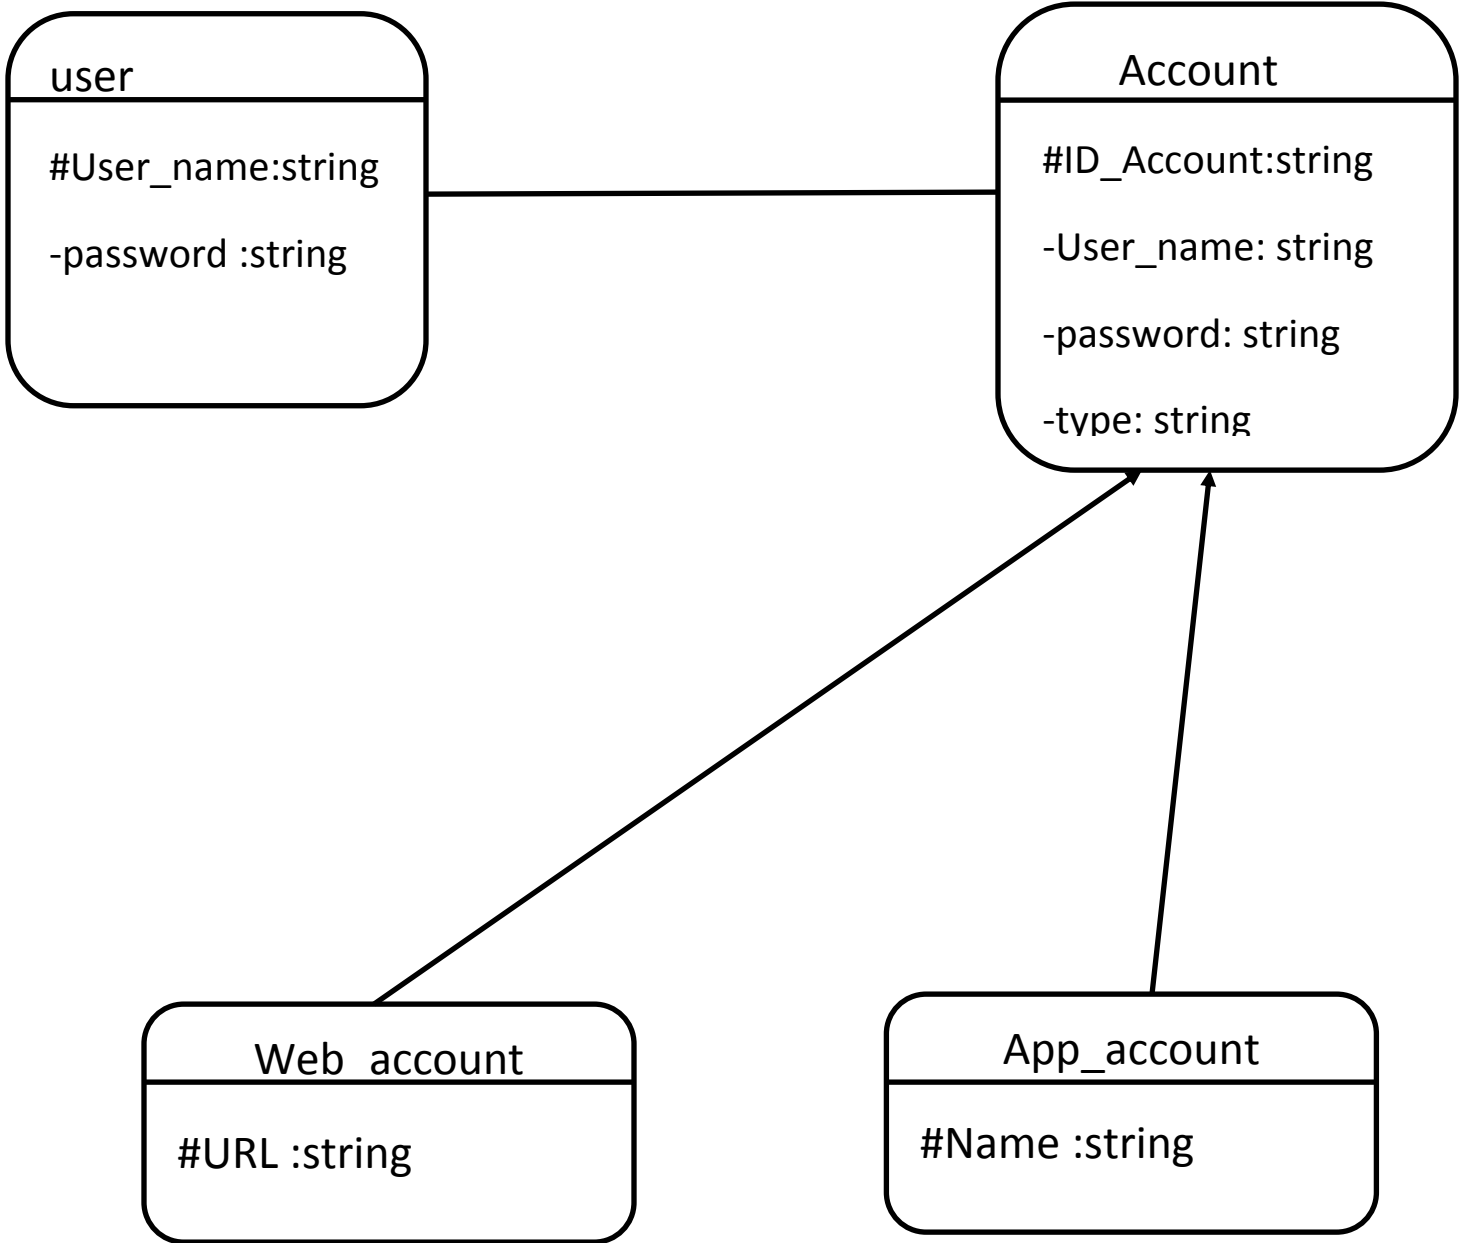 user
#User_name:string
-password :string
Account
#ID_Account:string
-User_name: string
-password: string
-type: string
Web_account
#URL :string
App_account
#Name :string